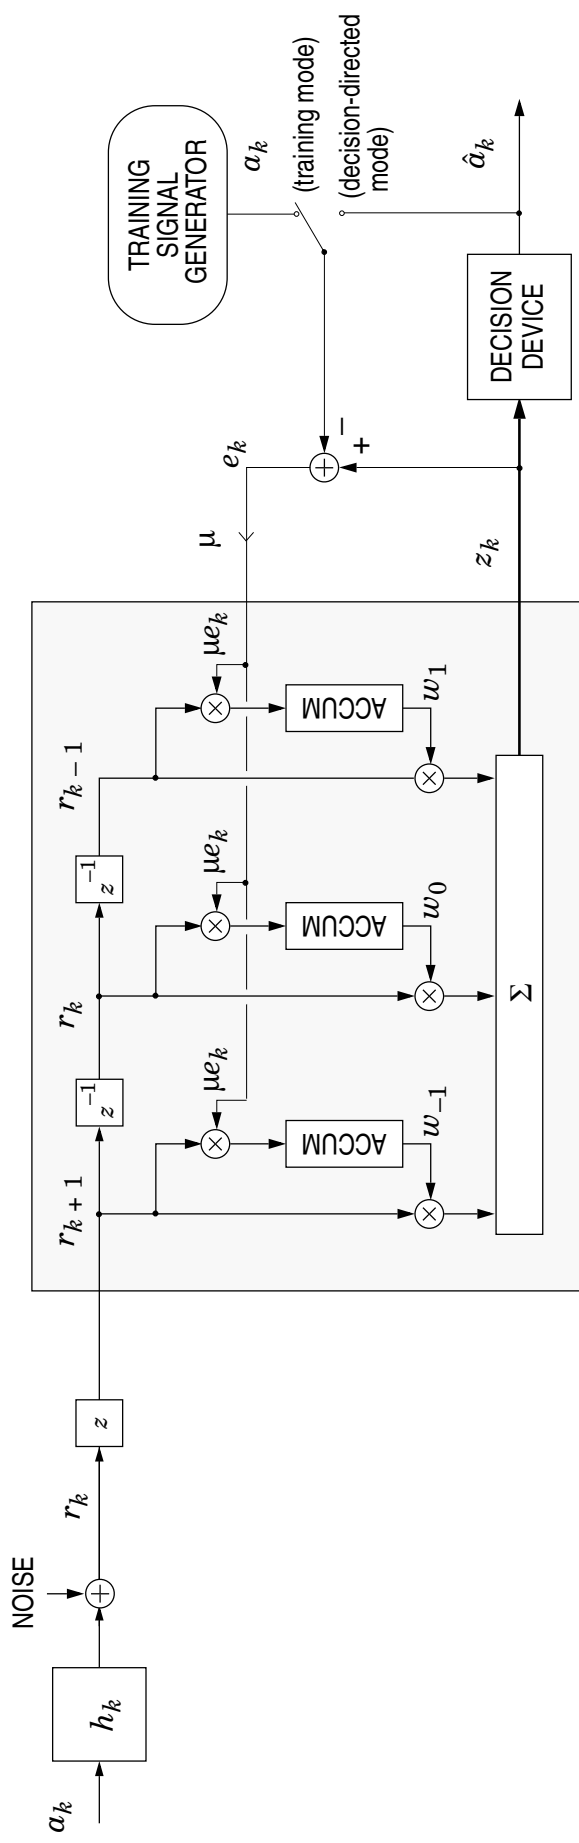 a_k
h_k
NOISE
+
r_k
z
r_{k+1}
z^{-1}
r_k
z^{-1}
r_{k-1}
×
μe_k
×
μe_k
×
μe_k
ACCUM
ACCUM
ACCUM
×
w_{-1}
×
w_0
×
w_1
Σ
μ
e_k
+
–
+
z_k
TRAINING
SIGNAL
GENERATOR
a_k
(training mode)
(decision-directed
mode)
DECISION
DEVICE
â_k